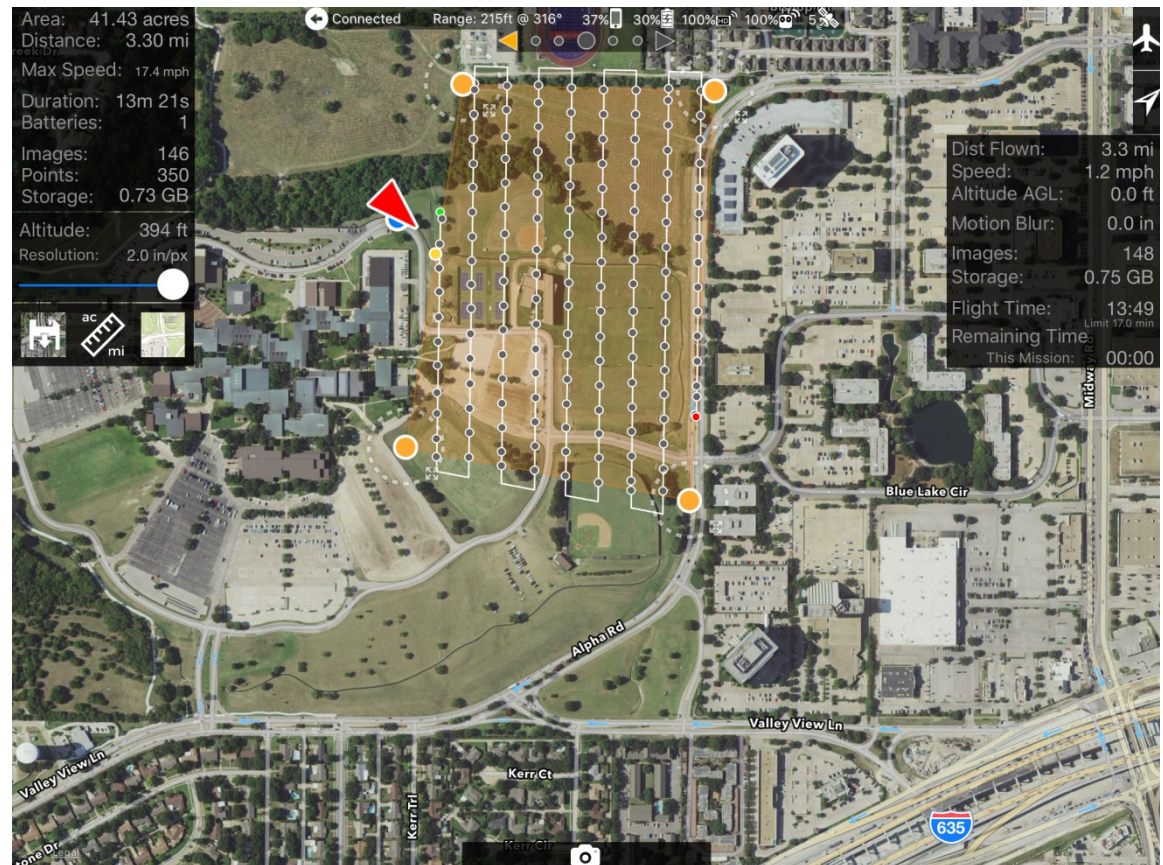 Connected
Range: 215ft @ 316°
37%
30%
100%
HD
100%
Area: 41.43 acres
Distance: 3.30 mi
Max Speed: 17.4 mph
Duration: 13m 21s
Batteries: 1
Images: 146
Points: 350
Storage: 0.73 GB
Altitude: 394 ft
Resolution: 2.0 in/px
ac
mi
Dist Flown: 3.3 mi
Speed: 1.2 mph
Altitude AGL: 0.0 ft
Motion Blur: 0.0 in
Images: 148
Storage: 0.75 GB
Flight Time: 13:49
Limit 17.0 min
Remaining Time
This Mission: 00:00
Midway Rd
Blue Lake Cir
Alpha Rd
Valley View Ln
Valley View Ln
Kerr Ct
Kerr Trl
Kerr Cir
635
tone Dr
Legal